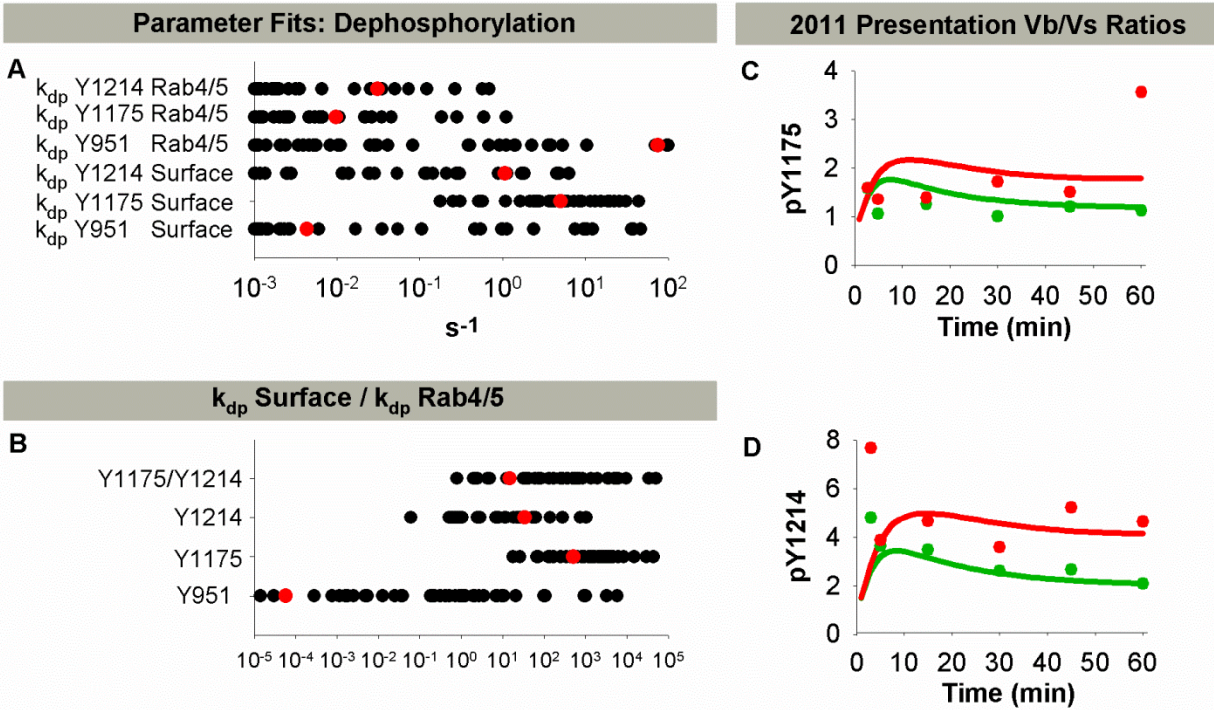 Parameter Fits: Dephosphorylation
A
kdp Y1214 Rab4/5
kdp Y1175 Rab4/5
kdp Y951 Rab4/5
kdp Y1214 Surface
kdp Y1175 Surface
kdp Y951 Surface
10-3 10-2 10-1 100 101 102
s-1
kdp Surface / kdp Rab4/5
B
Y1175/Y1214
Y1214
Y1175
Y951
10-5 10-4 10-3 10-2 10-1 100 101 102 103 104 105
2011 Presentation Vb/Vs Ratios
C
pY1175
4
3
2
1
0
0 10 20 30 40 50 60
Time (min)
D
pY1214
8
6
4
2
0
0 10 20 30 40 50 60
Time (min)